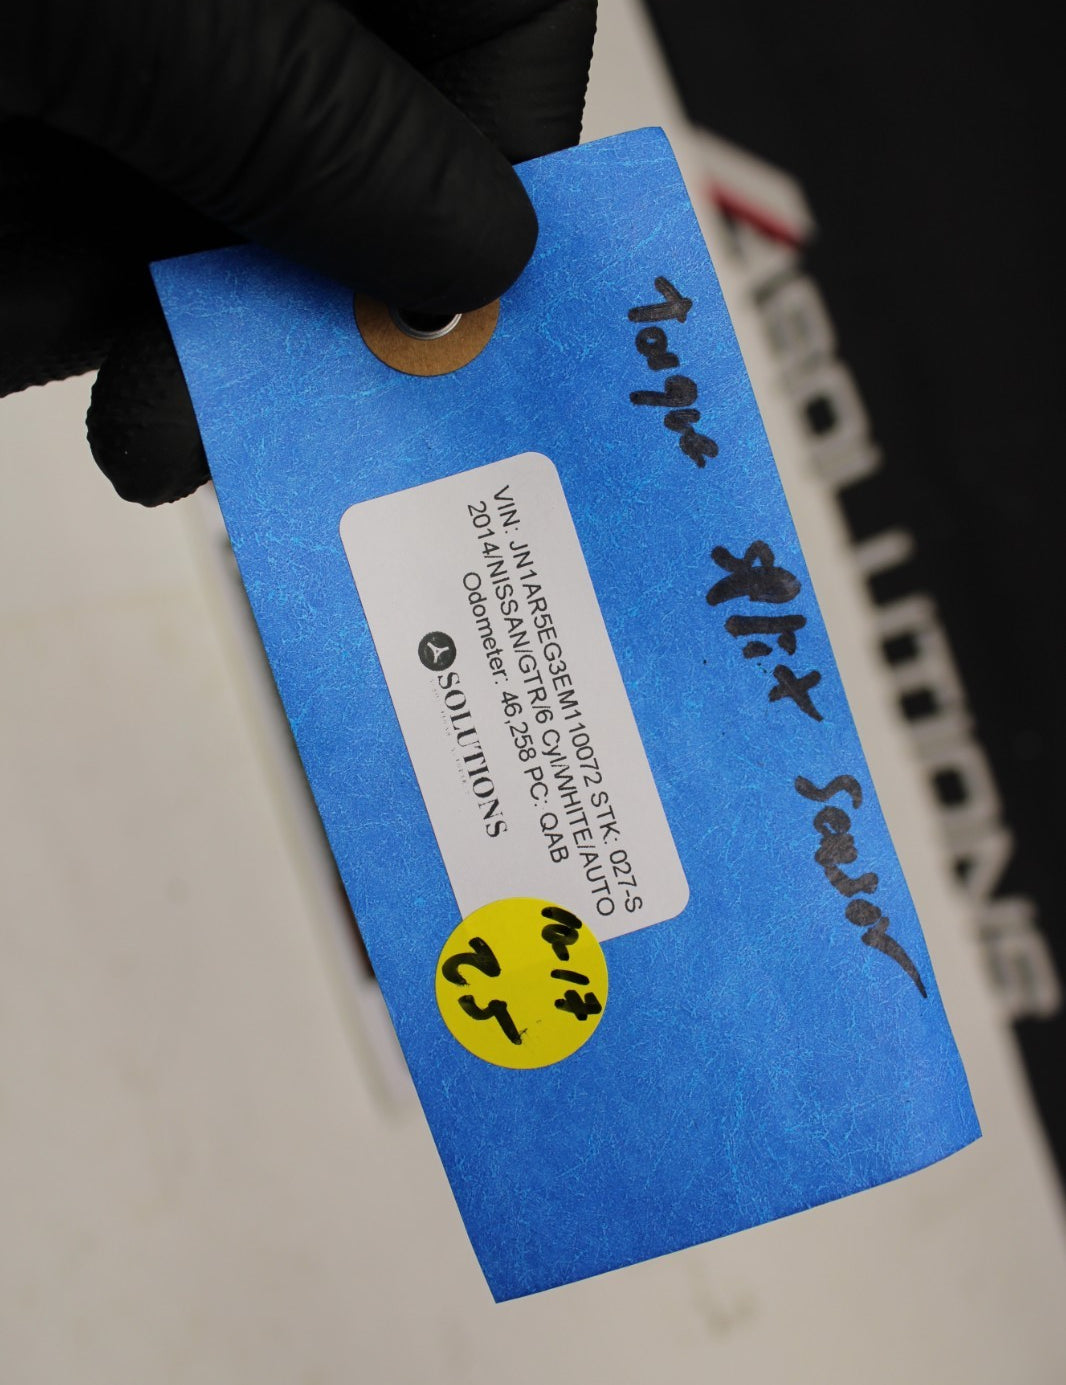 Torque Split Sensor
VIN: JN1AR5EG3EM110072 STK: 027-S
2014/NISSAN/GTR/6 Cyl/WHITE/AUTO
Odometer: 46,258 PC: QAB
SOLUTIONS
10/17
25
ASOLUTIONS